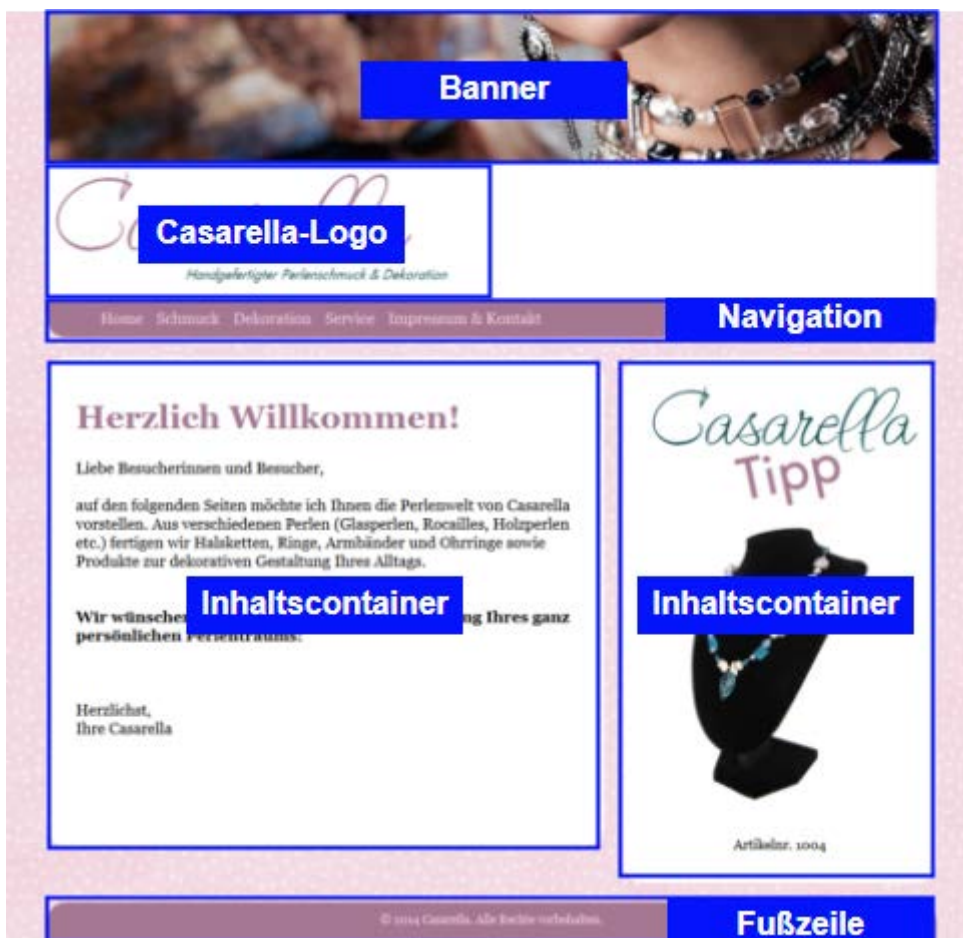 Banner
Casarella-Logo
Handgefertigter Perlenschmuck & Dekoration
Home Schmuck Dekoration Service Impressum & Kontakt
Navigation
Herzlich Willkommen!
Liebe Besucherinnen und Besucher,
auf den folgenden Seiten möchte ich Ihnen die Perlenwelt von Casarella
vorstellen. Aus verschiedenen Perlen (Glasperlen, Rocailles, Holzperlen
etc.) fertigen wir Halsketten, Ringe, Armbänder und Ohrringe sowie
Produkte zur dekorativen Gestaltung Ihres Alltags.
Inhaltscontainer
Wir Ihres ganz
persönlichen
Herzlichst,
Ihre Casarella
Casarella
Tipp
Inhaltscontainer
Artikelnr. 1004
© 2014 Casarella. Alle Rechte vorbehalten.
Fußzeile